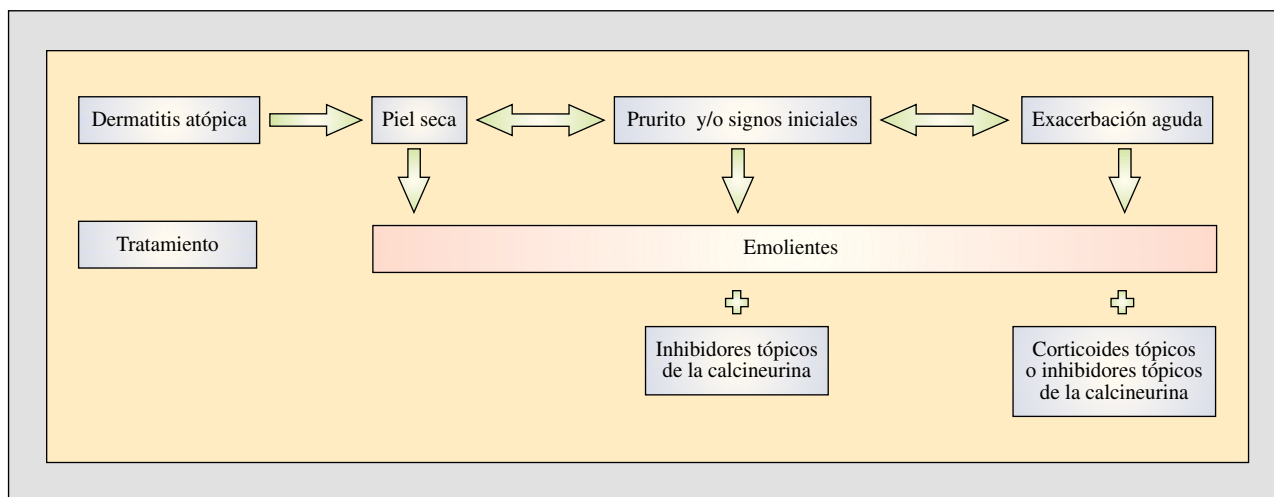 Dermatitis atópica
Piel seca
Prurito y/o signos iniciales
Exacerbación aguda
Tratamiento
Emolientes
Inhibidores tópicos
de la calcineurina
Corticoides tópicos
o inhibidores tópicos
de la calcineurina